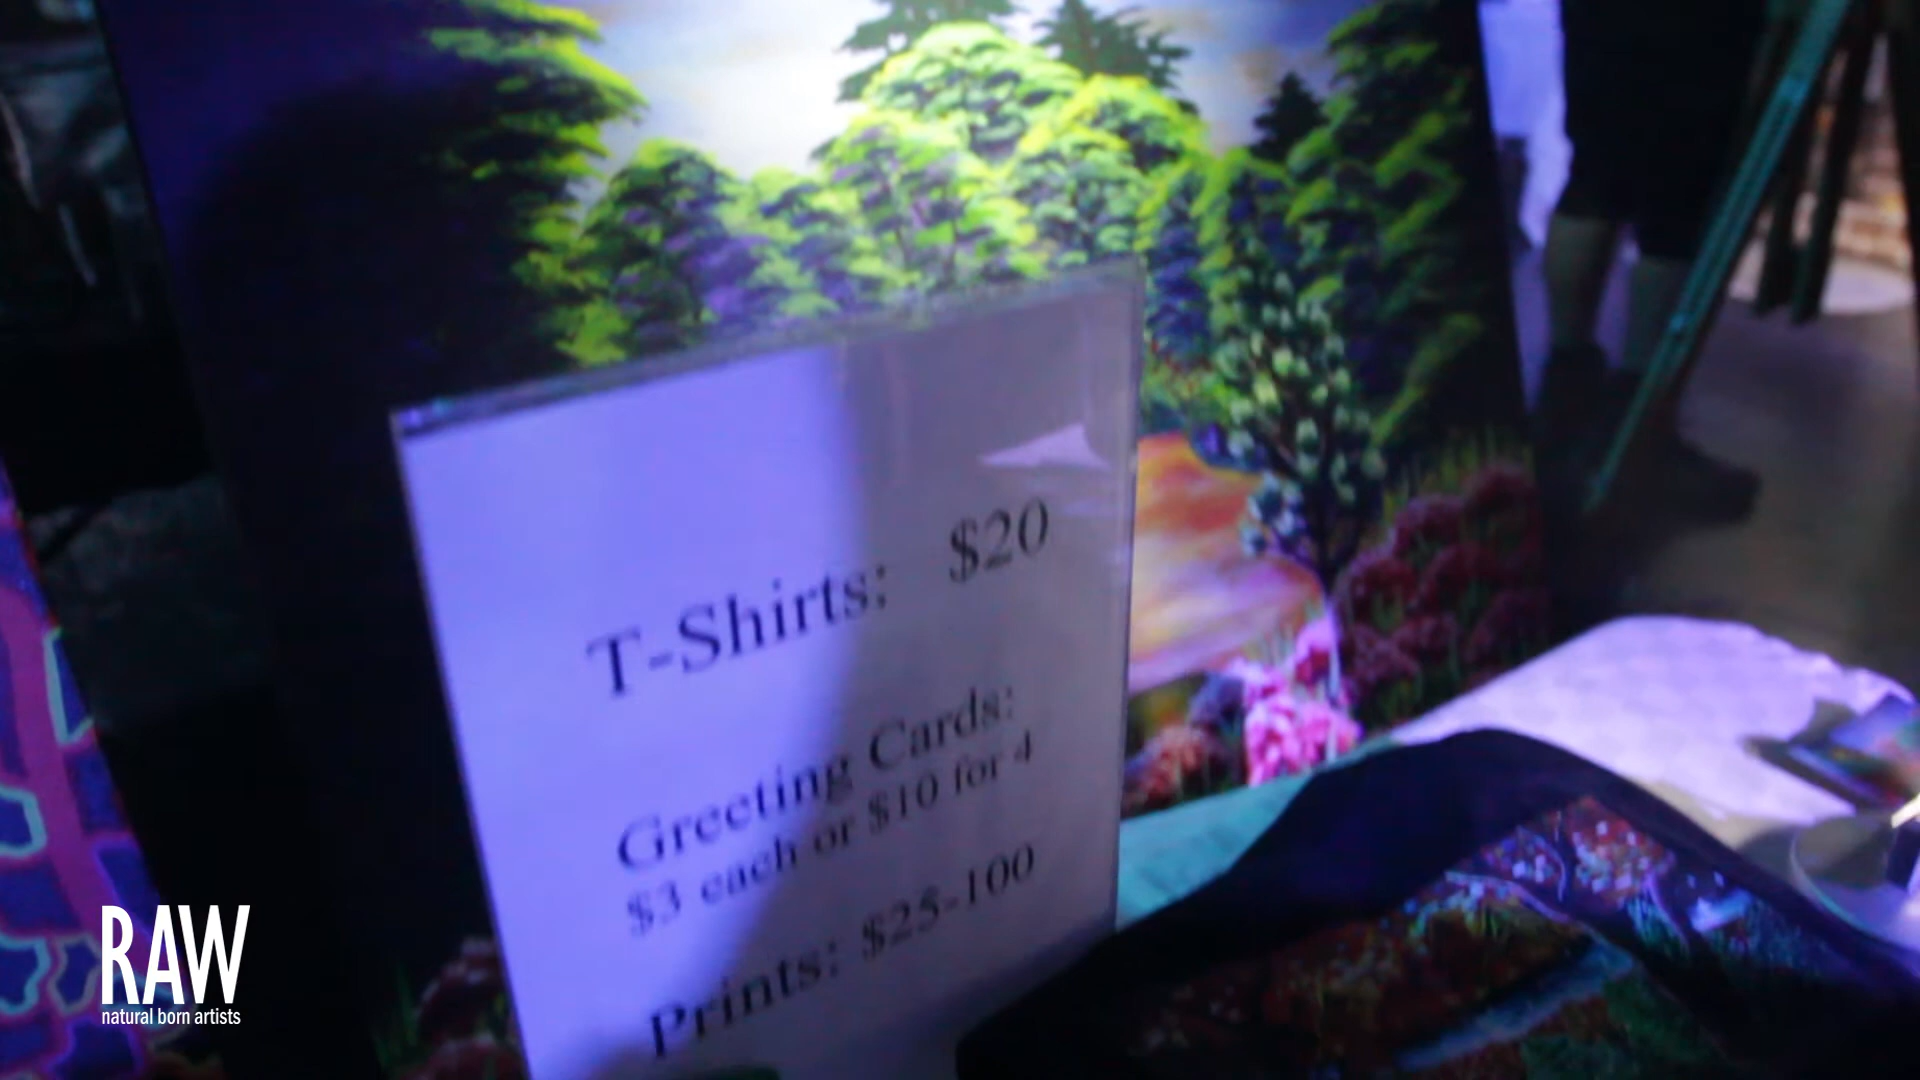 T-Shirts: $20
Greeting Cards:
$3 each or $10 for 4
Prints: $25-100
RAW
natural born artists